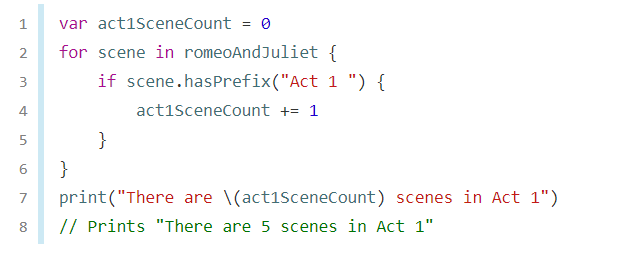 1 var act1SceneCount = 0
2 for scene in romeoAndJuliet {
3     if scene.hasPrefix("Act 1 ") {
4         act1SceneCount += 1
5     }
6 }
7 print("There are \(act1SceneCount) scenes in Act 1")
8 // Prints "There are 5 scenes in Act 1"